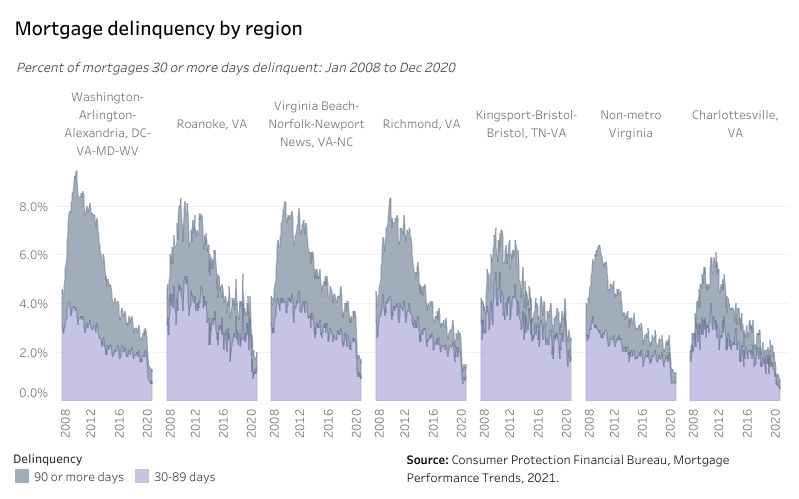 Mortgage delinquency by region
Percent of mortgages 30 or more days delinquent: Jan 2008 to Dec 2020
Washington-
Arlington-
Alexandria, DC-
VA-MD-WV
Roanoke, VA
Virginia Beach-
Norfolk-Newport
News, VA-NC
Richmond, VA
Kingsport-Bristol-
Bristol, TN-VA
Non-metro
Virginia
Charlottesville,
VA
8.0%
6.0%
4.0%
2.0%
0.0%
2008 2012 2016 2020
2008 2012 2016 2020
2008 2012 2016 2020
2008 2012 2016 2020
2008 2012 2016 2020
2008 2012 2016 2020
2008 2012 2016 2020
Delinquency
90 or more days 30-89 days
Source: Consumer Protection Financial Bureau, Mortgage
Performance Trends, 2021.